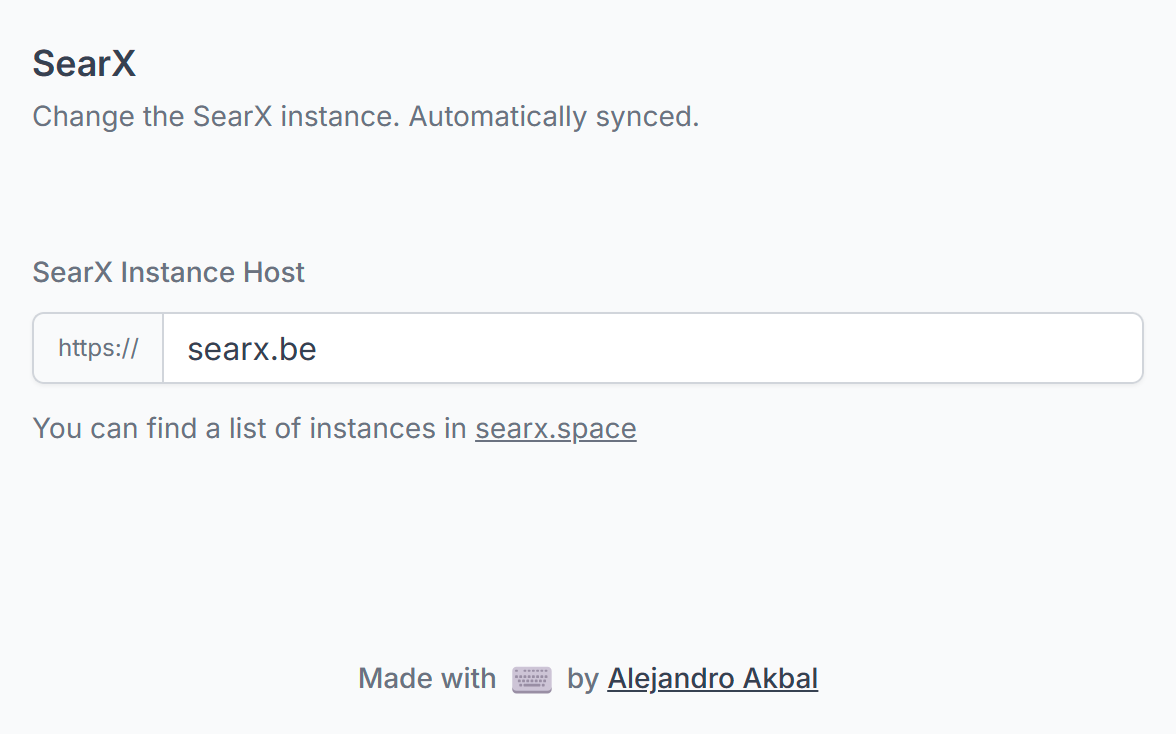 SearX
Change the SearX instance. Automatically synced.
SearX Instance Host
https:// searx.be
You can find a list of instances in searx.space
Made with ⌨️ by Alejandro Akbal